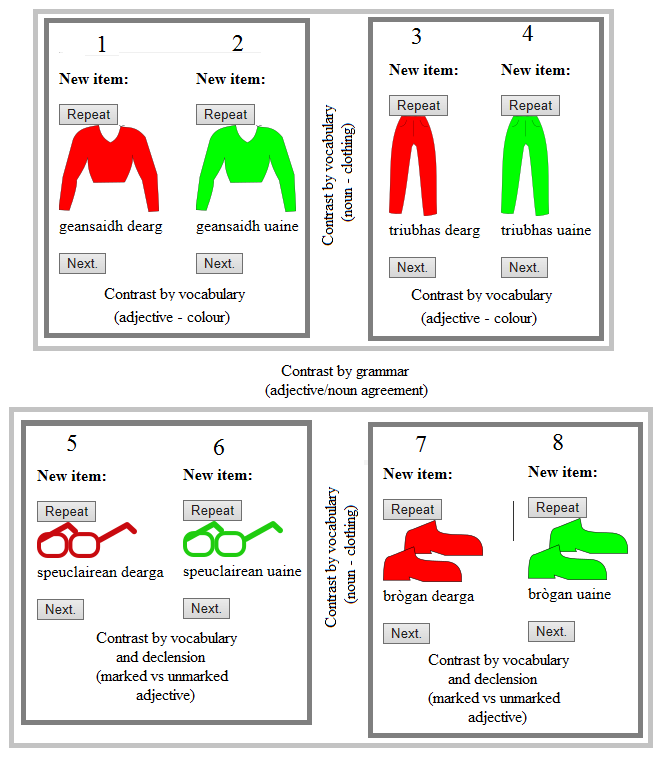 1
2
New item:
New item:
Repeat
Repeat
geansaidh dearg
geansaidh uaine
Next.
Next.
Contrast by vocabulary
(adjective - colour)
Contrast by vocabulary
(noun - clothing)
3
4
New item:
New item:
Repeat
Repeat
triubhas dearg
triubhas uaine
Next.
Next.
Contrast by vocabulary
(adjective - colour)
Contrast by grammar
(adjective/noun agreement)
5
6
New item:
New item:
Repeat
Repeat
speuclairean dearga
speuclairean uaine
Next.
Next.
Contrast by vocabulary
and declension
(marked vs unmarked
adjective)
Contrast by vocabulary
(noun - clothing)
7
8
New item:
New item:
Repeat
Repeat
brògan dearga
brògan uaine
Next.
Next.
Contrast by vocabulary
and declension
(marked vs unmarked
adjective)